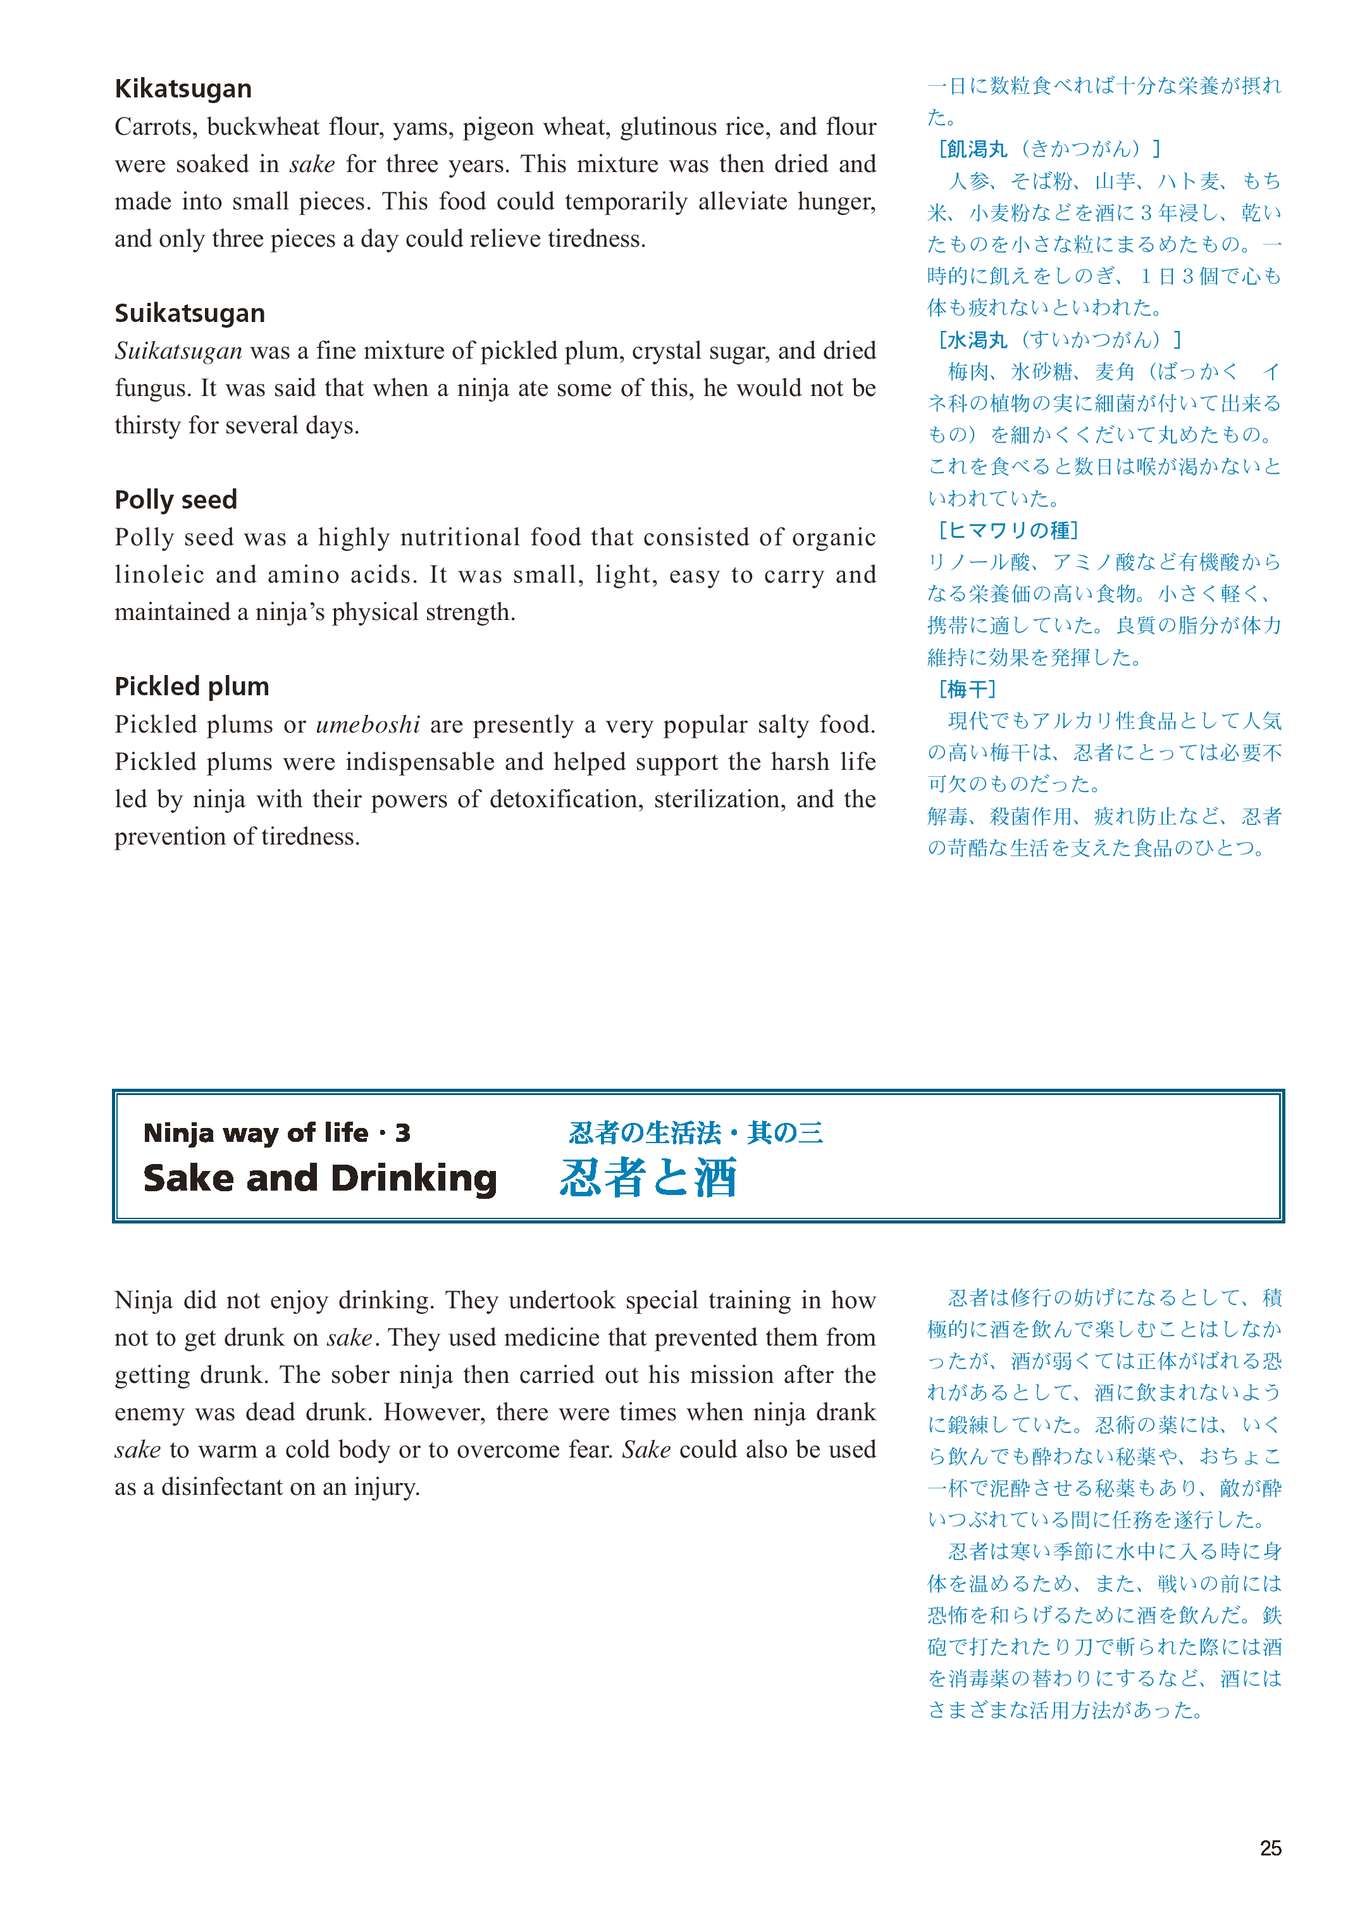 Kikatsugan
Carrots, buckwheat flour, yams, pigeon wheat, glutinous rice, and flour
were soaked in sake for three years. This mixture was then dried and
made into small pieces. This food could temporarily alleviate hunger,
and only three pieces a day could relieve tiredness.
Suikatsugan
Suikatsugan was a fine mixture of pickled plum, crystal sugar, and dried
fungus. It was said that when a ninja ate some of this, he would not be
thirsty for several days.
Polly seed
Polly seed was a highly nutritional food that consisted of organic
linoleic and amino acids. It was small, light, easy to carry and
maintained a ninja’s physical strength.
Pickled plum
Pickled plums or umeboshi are presently a very popular salty food.
Pickled plums were indispensable and helped support the harsh life
led by ninja with their powers of detoxification, sterilization, and the
prevention of tiredness.
一日に数粒食べれば十分な栄養が摂れ
た。
［飢渇丸（きかつがん）］
　人参、そば粉、山芋、ハト麦、もち
米、小麦粉などを酒に３年浸し、乾い
たものを小さな粒にまるめたもの。一
時的に飢えをしのぎ、１日３個で心も
体も疲れないといわれた。
［水渇丸（すいかつがん）］
　梅肉、氷砂糖、麦角（ばっかく　イ
ネ科の植物の実に細菌が付いて出来る
もの）を細かくくだいて丸めたもの。
これを食べると数日は喉が渇かないと
いわれていた。
［ヒマワリの種］
リノール酸、アミノ酸など有機酸から
なる栄養価の高い食物。小さく軽く、
携帯に適していた。良質の脂分が体力
維持に効果を発揮した。
［梅干］
　現代でもアルカリ性食品として人気
の高い梅干は、忍者にとっては必要不
可欠のものだった。
解毒、殺菌作用、疲れ防止など、忍者
の苛酷な生活を支えた食品のひとつ。
Ninja way of life・3
Sake and Drinking
忍者の生活法・其の三
忍者と酒
Ninja did not enjoy drinking. They undertook special training in how
not to get drunk on sake. They used medicine that prevented them from
getting drunk. The sober ninja then carried out his mission after the
enemy was dead drunk. However, there were times when ninja drank
sake to warm a cold body or to overcome fear. Sake could also be used
as a disinfectant on an injury.
　忍者は修行の妨げになるとして、積
極的に酒を飲んで楽しむことはしなか
ったが、酒が弱くては正体がばれる恐
れがあるとして、酒に飲まれないよう
に鍛練していた。忍術の薬には、いく
ら飲んでも酔わない秘薬や、おちょこ
一杯で泥酔させる秘薬もあり、敵が酔
いつぶれている間に任務を遂行した。
　忍者は寒い季節に水中に入る時に身
体を温めるため、また、戦いの前には
恐怖を和らげるために酒を飲んだ。鉄
砲で打たれたり刀で斬られた際には酒
を消毒薬の替わりにするなど、酒には
さまざまな活用方法があった。
25